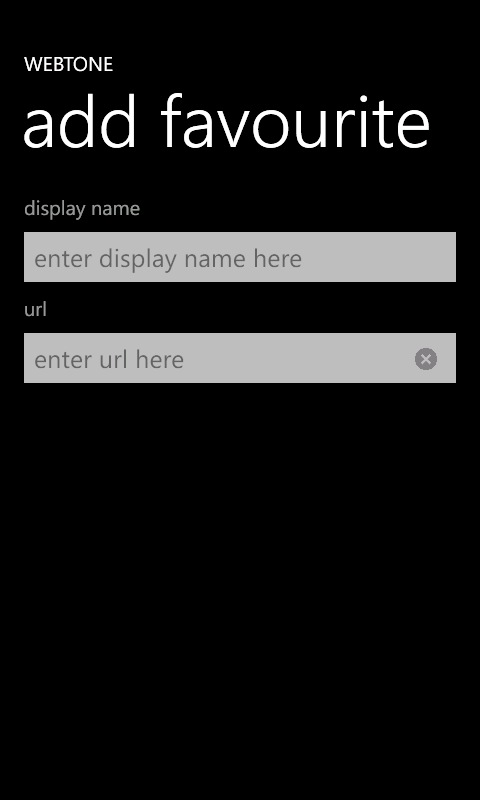 WEBTONE
add favourite
display name
enter display name here
url
enter url here